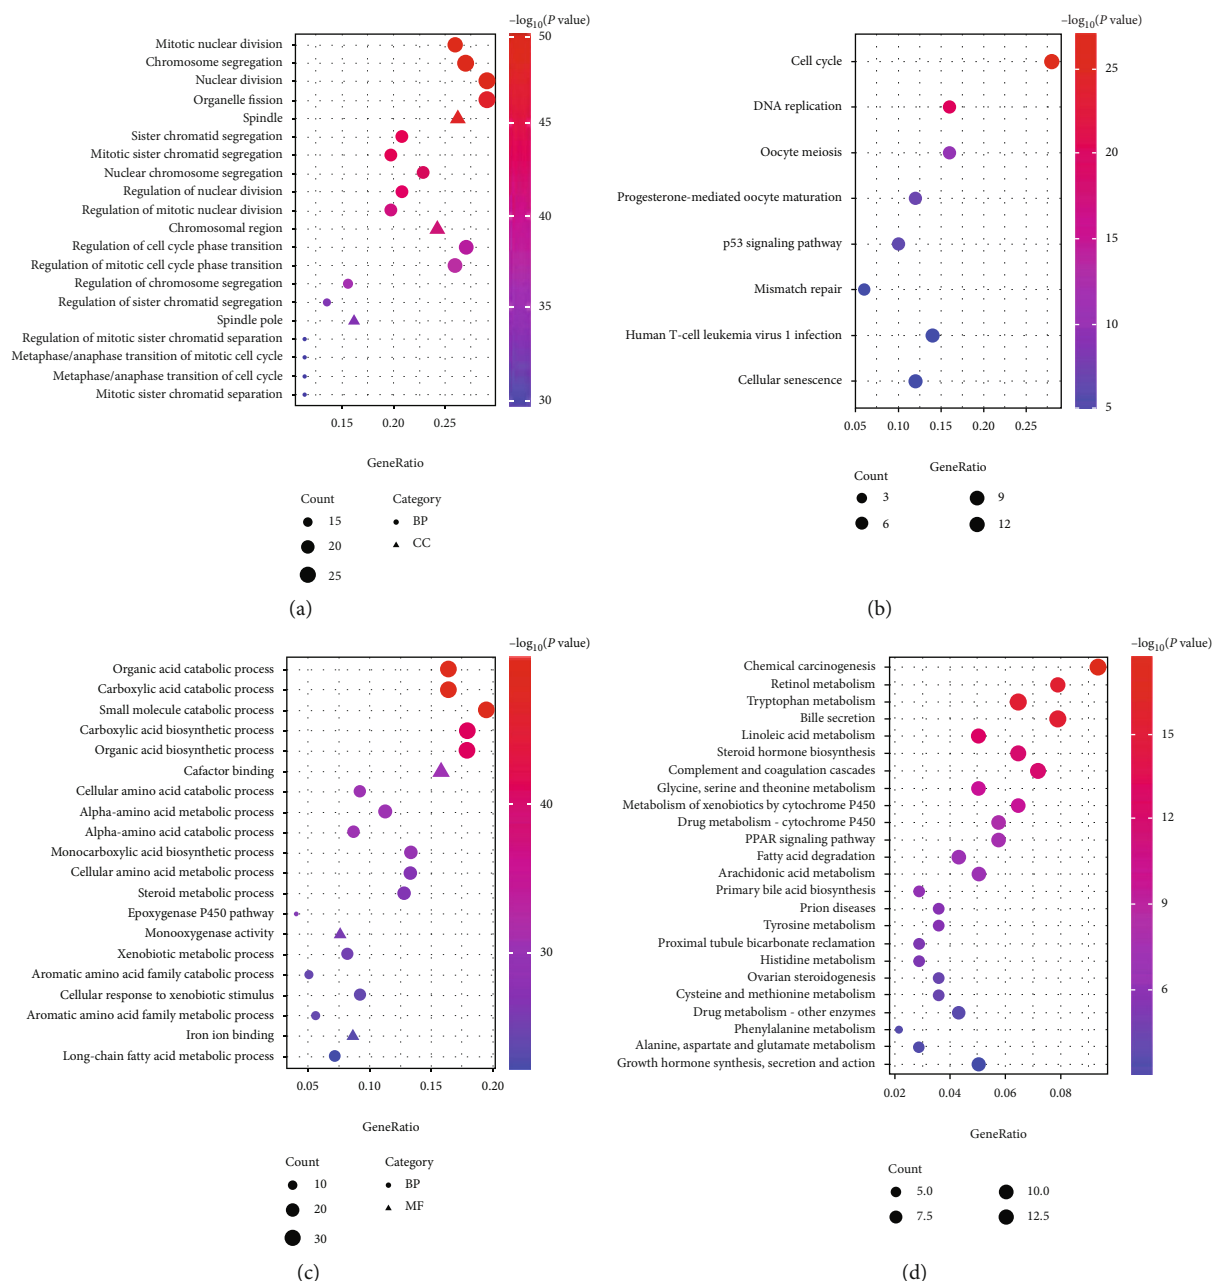 –log10(P value)
Mitotic nuclear division
Chromosome segregation
Nuclear division
Organelle fission
Spindle
Sister chromatid segregation
Mitotic sister chromatid segregation
Nuclear chromosome segregation
Regulation of nuclear division
Regulation of mitotic nuclear division
Chromosomal region
Regulation of cell cycle phase transition
Regulation of mitotic cell cycle phase transition
Regulation of chromosome segregation
Regulation of sister chromatid segregation
Spindle pole
Regulation of mitotic sister chromatid separation
Metaphase/anaphase transition of mitotic cell cycle
Metaphase/anaphase transition of cell cycle
Mitotic sister chromatid separation
50
45
40
35
30
0.15 0.20 0.25
GeneRatio
Count
15
20
25
Category
BP
CC
(a)
–log10(P value)
Cell cycle
DNA replication
Oocyte meiosis
Progesterone-mediated oocyte maturation
p53 signaling pathway
Mismatch repair
Human T-cell leukemia virus 1 infection
Cellular senescence
25
20
15
10
5
0.05 0.10 0.15 0.20 0.25
GeneRatio
Count
3
6
9
12
(b)
–log10(P value)
Organic acid catabolic process
Carboxylic acid catabolic process
Small molecule catabolic process
Carboxylic acid biosynthetic process
Organic acid biosynthetic process
Cafactor binding
Cellular amino acid catabolic process
Alpha-amino acid metabolic process
Alpha-amino acid catabolic process
Monocarboxylic acid biosynthetic process
Cellular amino acid metabolic process
Steroid metabolic process
Epoxygenase P450 pathway
Monooxygenase activity
Xenobiotic metabolic process
Aromatic amino acid family catabolic process
Cellular response to xenobiotic stimulus
Aromatic amino acid family metabolic process
Iron ion binding
Long-chain fatty acid metabolic process
40
30
0.05 0.10 0.15 0.20
GeneRatio
Count
10
20
30
Category
BP
MF
(c)
–log10(P value)
Chemical carcinogenesis
Retinol metabolism
Tryptophan metabolism
Bille secretion
Linoleic acid metabolism
Steroid hormone biosynthesis
Complement and coagulation cascades
Glycine, serine and theonine metabolism
Metabolism of xenobiotics by cytochrome P450
Drug metabolism - cytochrome P450
PPAR signaling pathway
Fatty acid degradation
Arachidonic acid metabolism
Primary bile acid biosynthesis
Prion diseases
Tyrosine metabolism
Proximal tubule bicarbonate reclamation
Histidine metabolism
Ovarian steroidogenesis
Cysteine and methionine metabolism
Drug metabolism - other enzymes
Phenylalanine metabolism
Alanine, aspartate and glutamate metabolism
Growth hormone synthesis, secretion and action
15
12
9
6
0.02 0.04 0.06 0.08
GeneRatio
Count
5.0
7.5
10.0
12.5
(d)